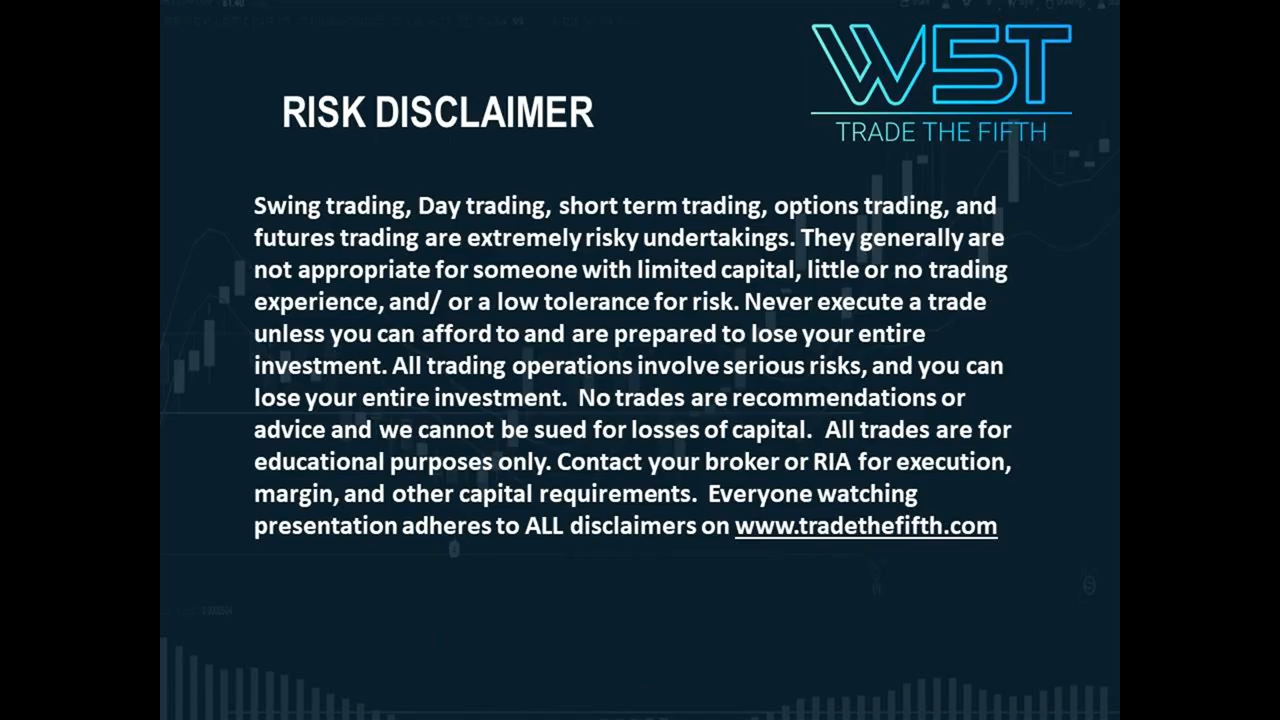 W5T
TRADE THE FIFTH
RISK DISCLAIMER
Swing trading, Day trading, short term trading, options trading, and
futures trading are extremely risky undertakings. They generally are
not appropriate for someone with limited capital, little or no trading
experience, and/ or a low tolerance for risk. Never execute a trade
unless you can afford to and are prepared to lose your entire
investment. All trading operations involve serious risks, and you can
lose your entire investment.  No trades are recommendations or
advice and we cannot be sued for losses of capital.  All trades are for
educational purposes only. Contact your broker or RIA for execution,
margin, and other capital requirements.  Everyone watching
presentation adheres to ALL disclaimers on www.tradethefifth.com